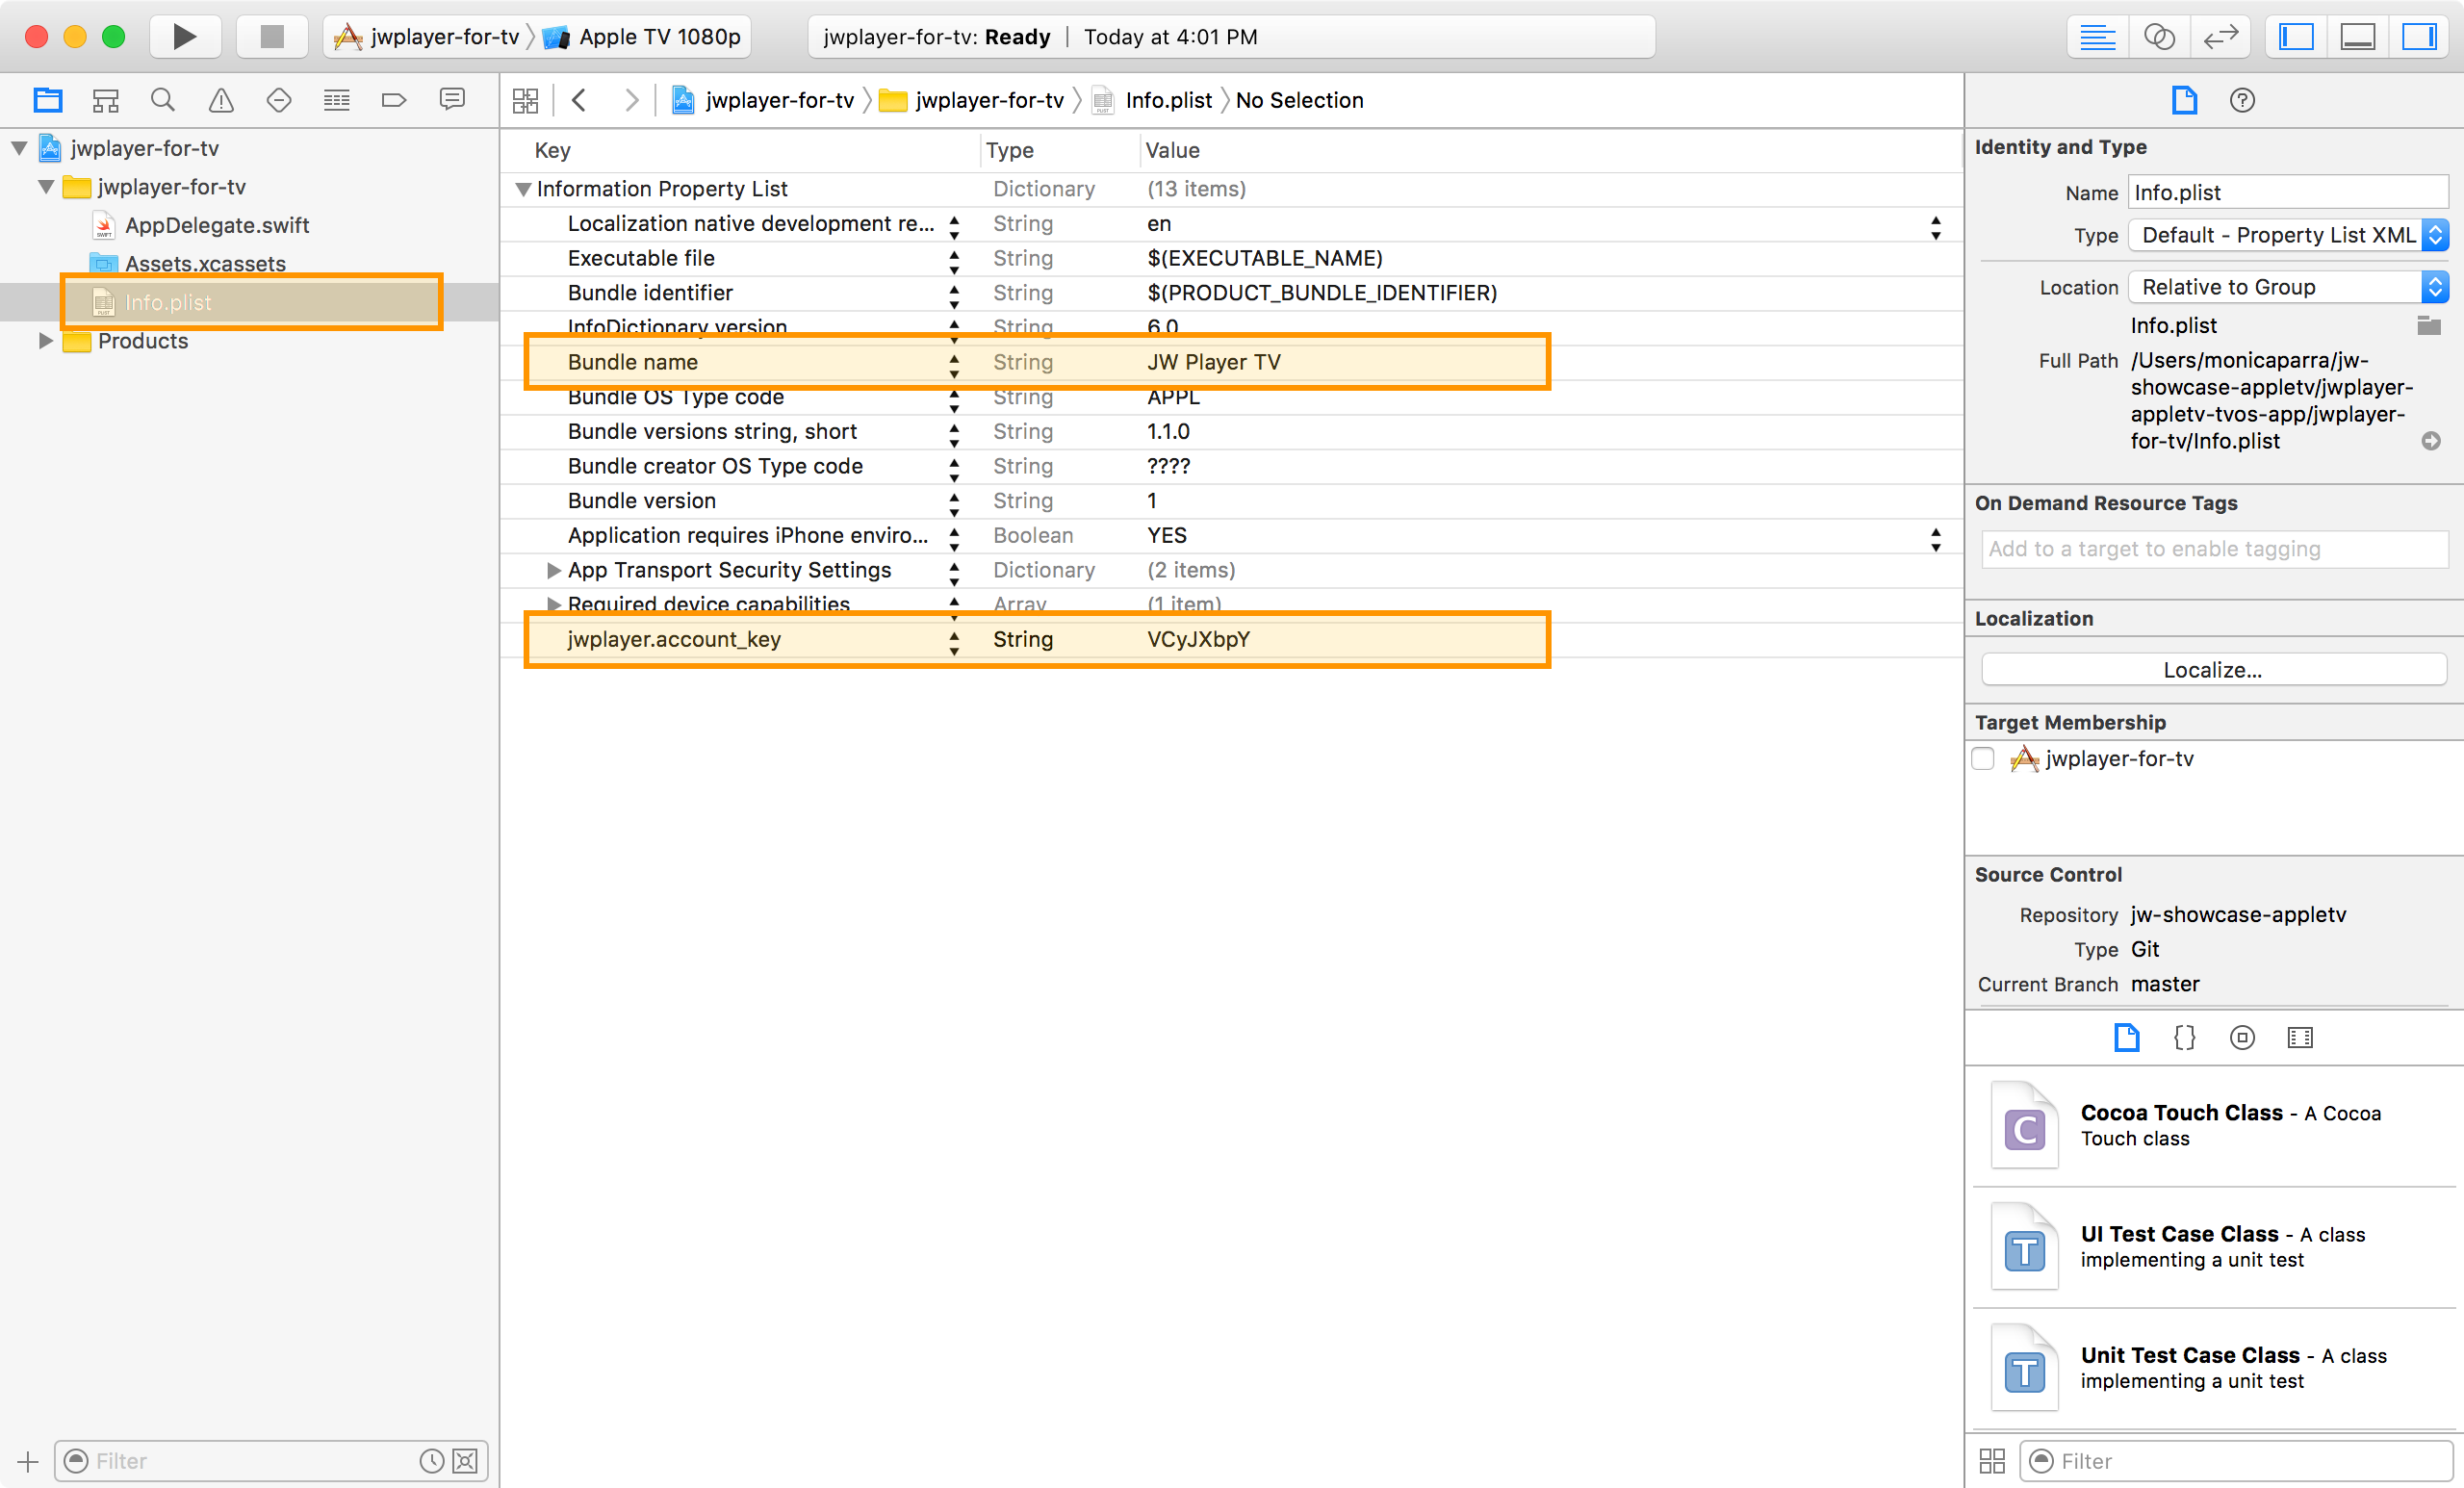 jwplayer-for-tv Apple TV 1080p
jwplayer-for-tv: Ready | Today at 4:01 PM
jwplayer-for-tv
jwplayer-for-tv
AppDelegate.swift
Assets.xcassets
Info.plist
Products
Filter
jwplayer-for-tv jwplayer-for-tv Info.plist No Selection
Key Type Value
Information Property List Dictionary (13 items)
Localization native development re... String en
Executable file String $(EXECUTABLE_NAME)
Bundle identifier String $(PRODUCT_BUNDLE_IDENTIFIER)
InfoDictionary version String 6.0
Bundle name String JW Player TV
Bundle OS Type code String APPL
Bundle versions string, short String 1.1.0
Bundle creator OS Type code String ????
Bundle version String 1
Application requires iPhone enviro... Boolean YES
App Transport Security Settings Dictionary (2 items)
Required device capabilities Array (1 item)
jwplayer.account_key String VCyJXbpY
Identity and Type
Name Info.plist
Type Default - Property List XML
Location Relative to Group
Info.plist
Full Path /Users/monicaparra/jw-
showcase-appletv/jwplayer-
appletv-tvos-app/jwplayer-
for-tv/Info.plist
On Demand Resource Tags
Add to a target to enable tagging
Localization
Localize...
Target Membership
jwplayer-for-tv
Source Control
Repository jw-showcase-appletv
Type Git
Current Branch master
C
Cocoa Touch Class - A Cocoa
Touch class
T
UI Test Case Class - A class
implementing a unit test
T
Unit Test Case Class - A class
implementing a unit test
Filter